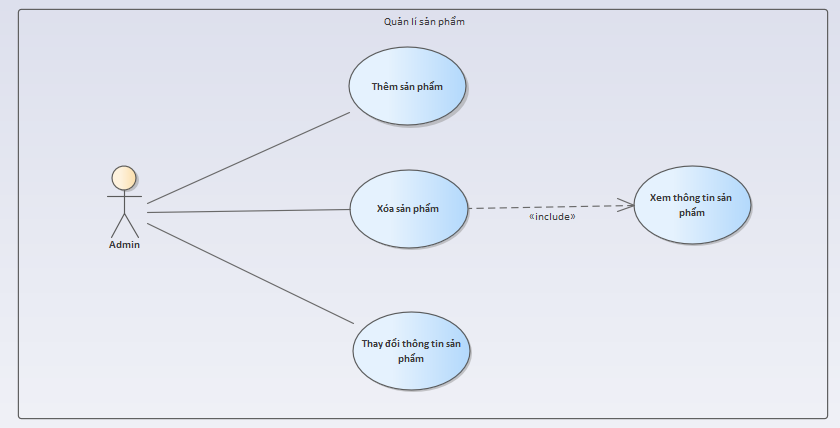 Quản lí sản phẩm
Thêm sản phẩm
Xóa sản phẩm
Xem thông tin sản
phẩm
«include»
Admin
Thay đổi thông tin sản
phẩm